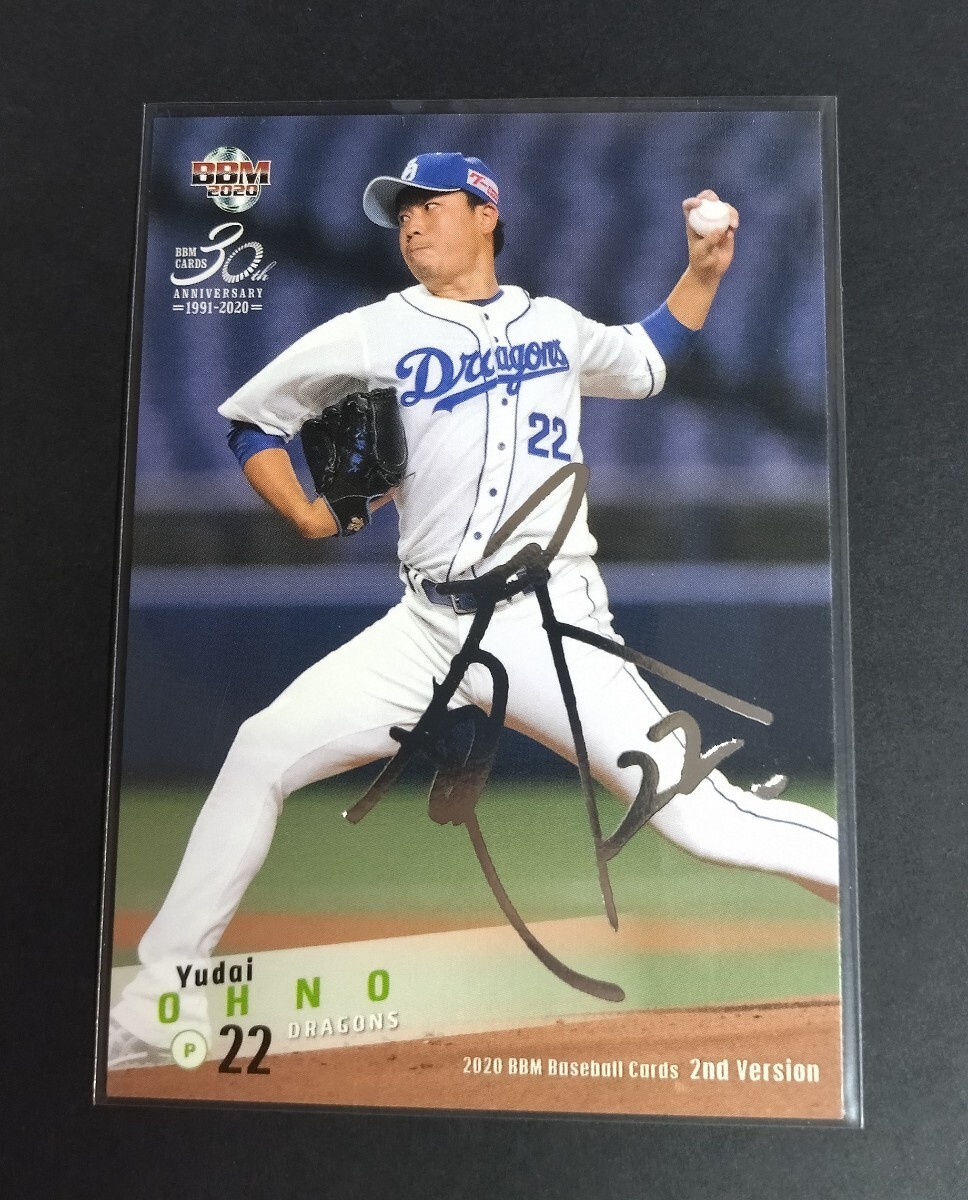 BBM
2020
BBM
CARDS 30th
ANNIVERSARY
=1991-2020=
Dragons
22
22
Yudai
OHNO
DRAGONS
P 22
2020 BBM Baseball Cards 2nd Version